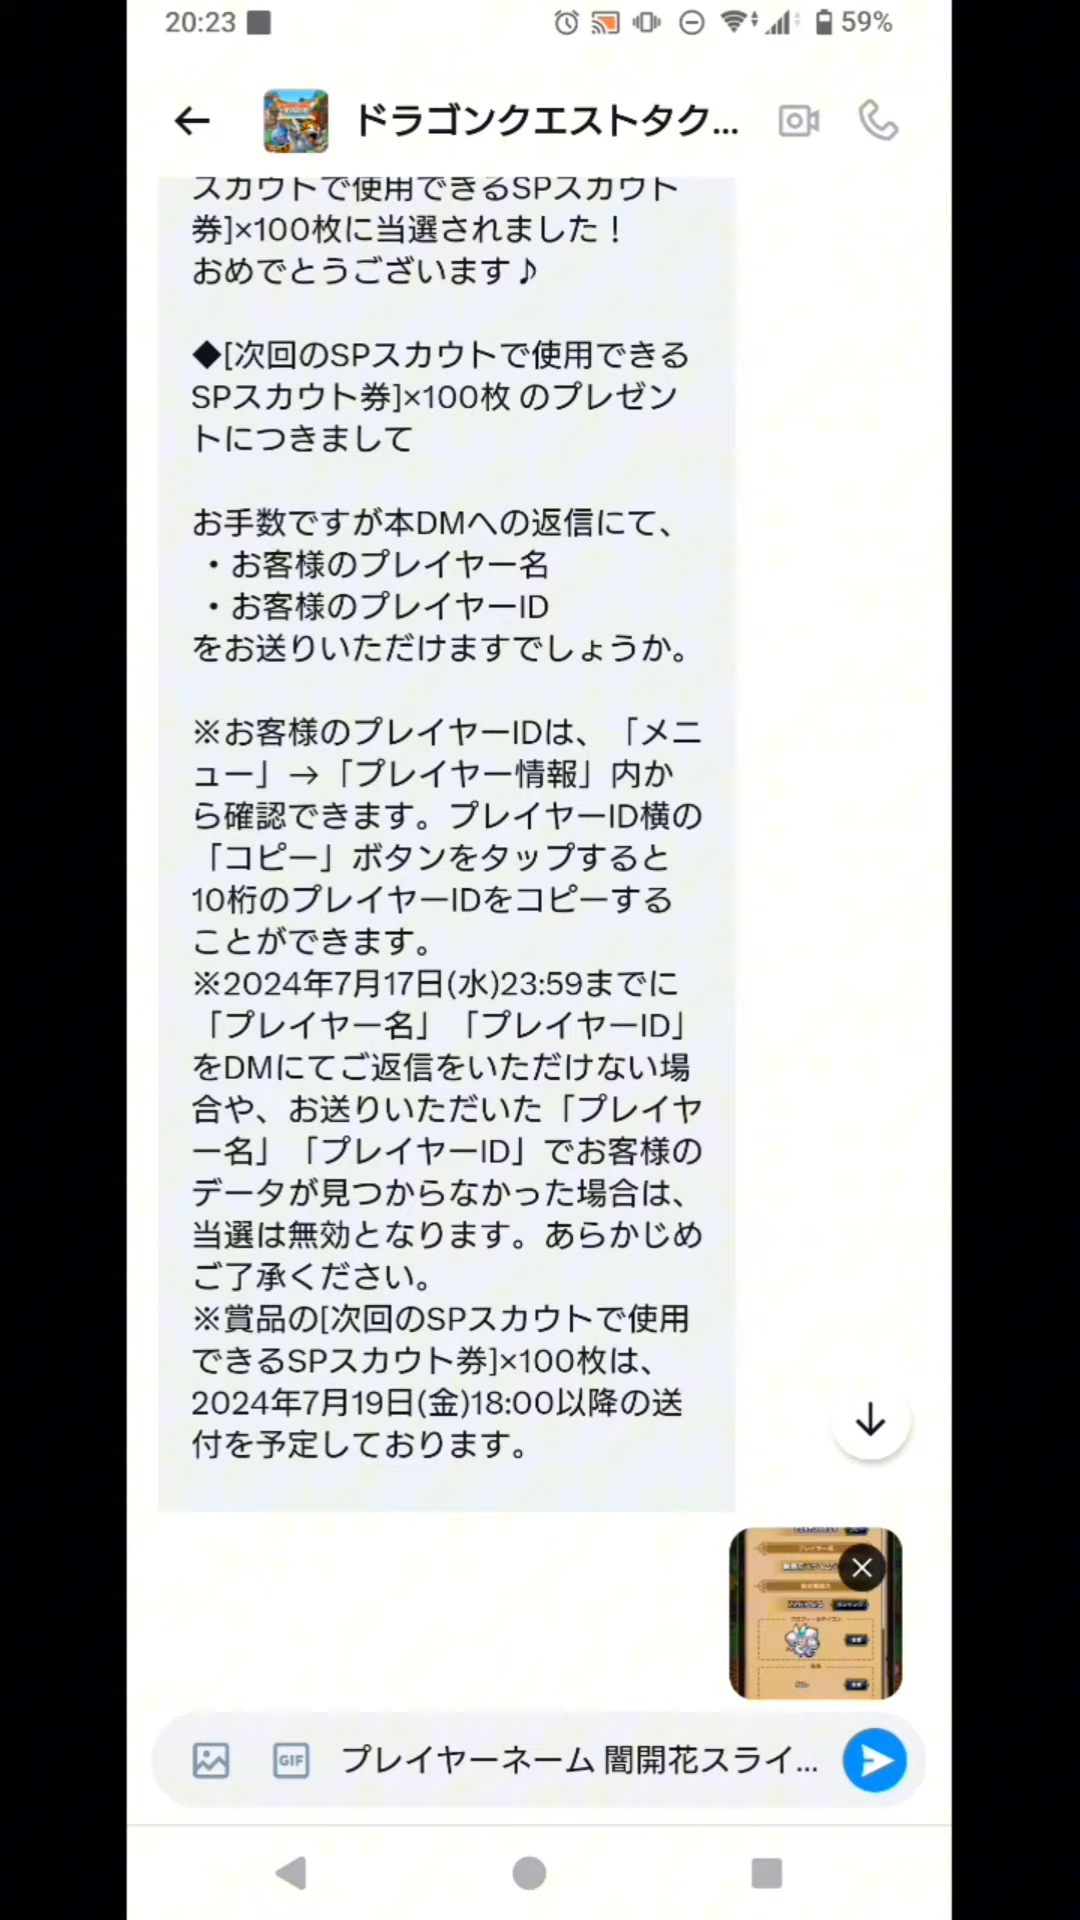 20:23
59%
ドラゴンクエストタク...
スカウトで使用できるSPスカウト
券]×100枚に当選されました！
おめでとうございます♪
◆[次回のSPスカウトで使用できる
SPスカウト券]×100枚 のプレゼン
トにつきまして
お手数ですが本DMへの返信にて、
・お客様のプレイヤー名
・お客様のプレイヤーID
をお送りいただけますでしょうか。
※お客様のプレイヤーIDは、「メニ
ュー」→「プレイヤー情報」内か
ら確認できます。プレイヤーID横の
「コピー」ボタンをタップすると
10桁のプレイヤーIDをコピーする
ことができます。
※2024年7月17日(水)23:59までに
「プレイヤー名」「プレイヤーID」
をDMにてご返信をいただけない場
合や、お送りいただいた「プレイヤ
ー名」「プレイヤーID」でお客様の
データが見つからなかった場合は、
当選は無効となります。あらかじめ
ご了承ください。
※賞品の[次回のSPスカウトで使用
できるSPスカウト券]×100枚は、
2024年7月19日(金)18:00以降の送
付を予定しております。
GIF
プレイヤーネーム 闇開花スライ...